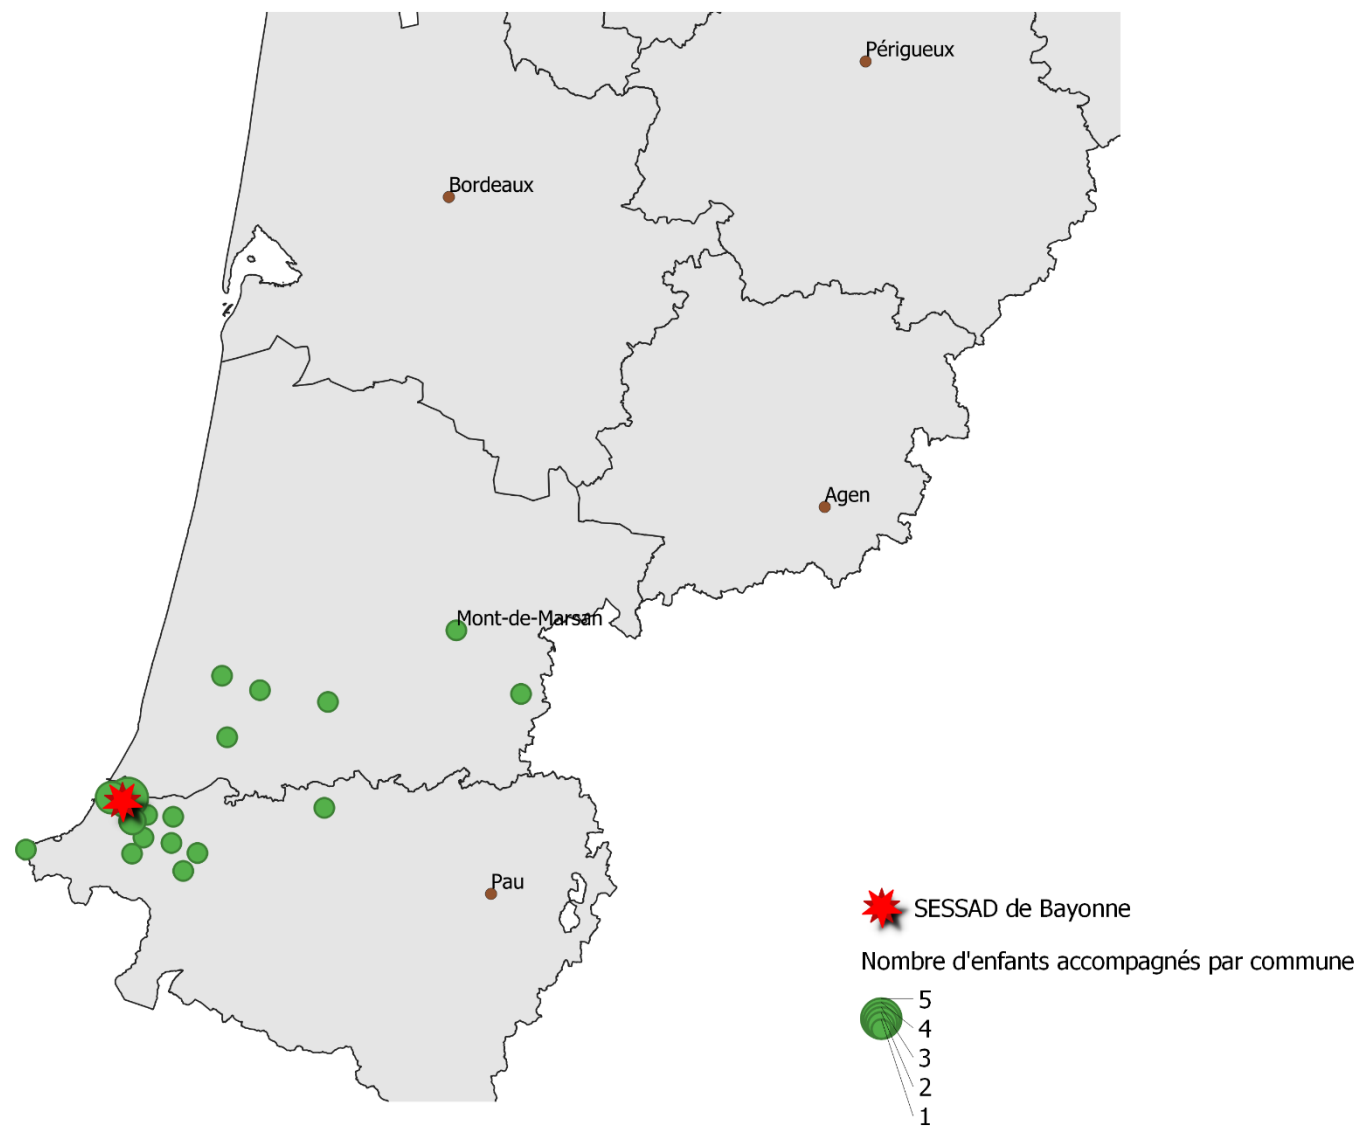 Périgueux
Bordeaux
Agen
Mont-de-Marsan
Pau
SESSAD de Bayonne
Nombre d'enfants accompagnés par commune
5
4
3
2
1